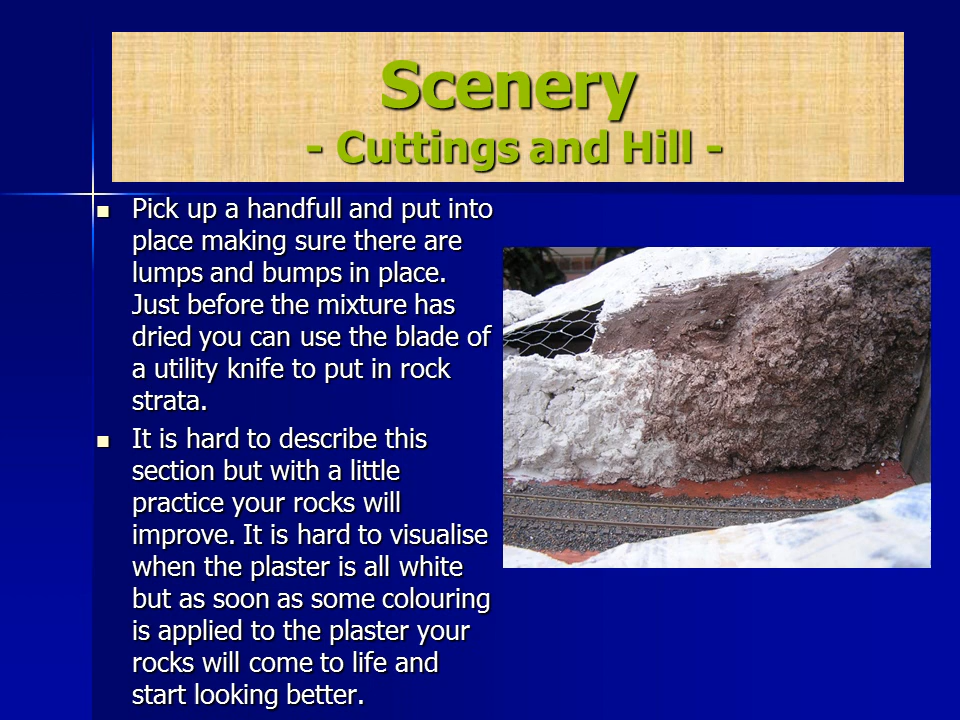 Scenery
- Cuttings and Hill -
Pick up a handfull and put into
place making sure there are
lumps and bumps in place.
Just before the mixture has
dried you can use the blade of
a utility knife to put in rock
strata.
It is hard to describe this
section but with a little
practice your rocks will
improve. It is hard to visualise
when the plaster is all white
but as soon as some colouring
is applied to the plaster your
rocks will come to life and
start looking better.